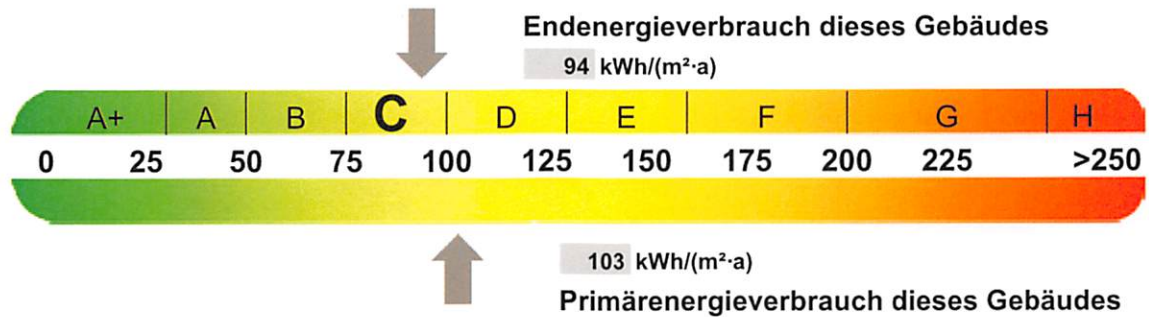 Endenergieverbrauch dieses Gebäudes
94 kWh/(m²·a)
A+ A B C D E F G H
0 25 50 75 100 125 150 175 200 225 >250
103 kWh/(m²·a)
Primärenergieverbrauch dieses Gebäudes